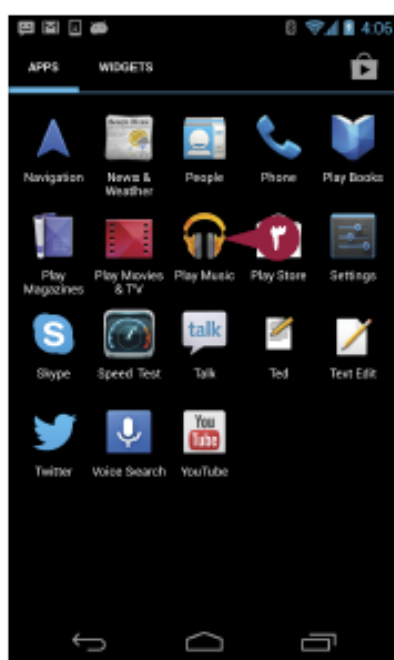 4:05
APPS WIDGETS
Navigation News & Weather People Phone Play Books
Play Magazines Play Movies & TV Play Music ٣ Play Store Settings
S talk
Skype Speed Test Talk Ted Text Edit
You Tube
Twitter Voice Search YouTube